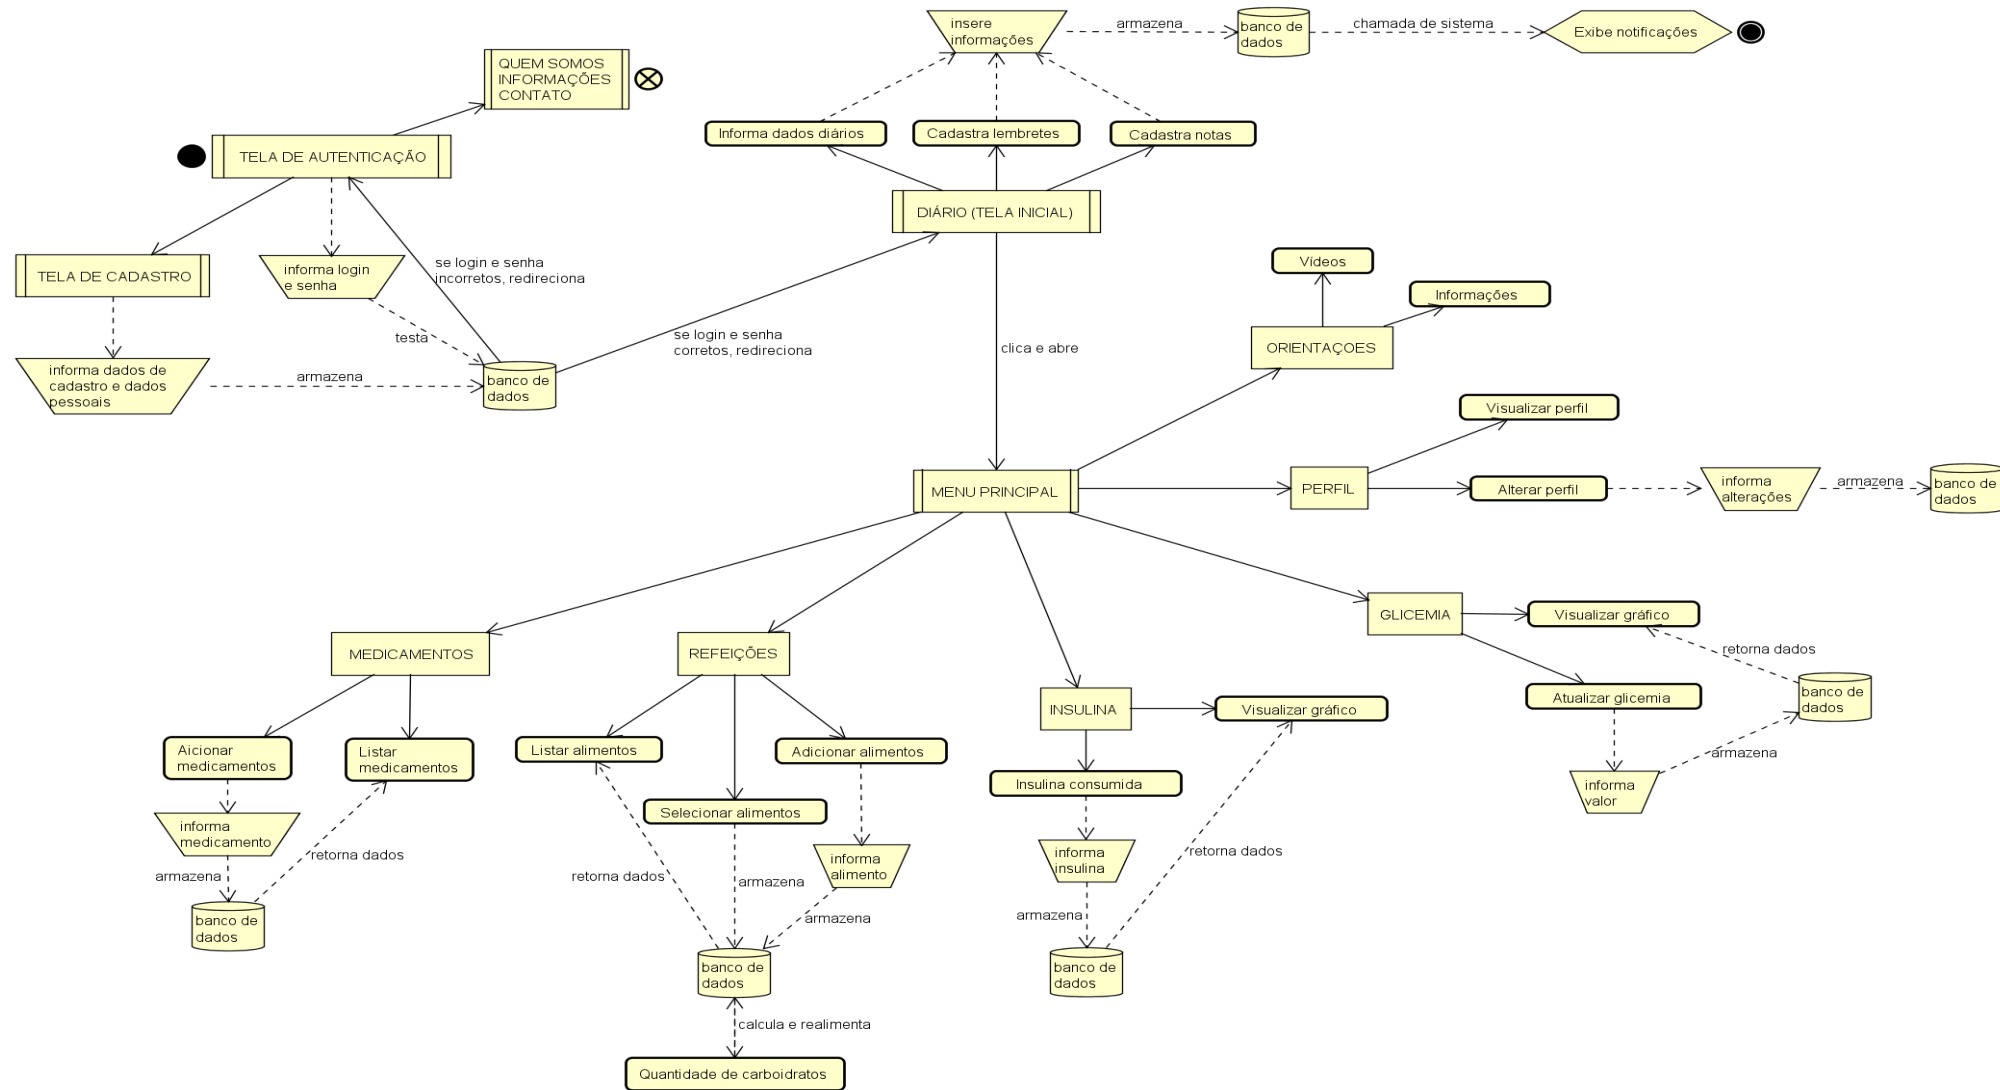 insere
informações
armazena
banco de
dados
chamada de sistema
Exibe notificações
QUEM SOMOS
INFORMAÇÕES
CONTATO
TELA DE AUTENTICAÇÃO
Informa dados diários
Cadastra lembretes
Cadastra notas
DIÁRIO (TELA INICIAL)
TELA DE CADASTRO
informa login
e senha
se login e senha
incorretos, redireciona
testa
informa dados de
cadastro e dados
pessoais
armazena
banco de
dados
se login e senha
corretos, redireciona
clica e abre
Vídeos
Informações
ORIENTAÇOES
Visualizar perfil
MENU PRINCIPAL
PERFIL
Alterar perfil
informa
alterações
armazena
banco de
dados
MEDICAMENTOS
Aicionar
medicamentos
Listar
medicamentos
informa
medicamento
retorna dados
armazena
banco de
dados
REFEIÇÕES
Listar alimentos
Adicionar alimentos
Selecionar alimentos
informa
alimento
retorna dados
armazena
armazena
banco de
dados
calcula e realimenta
Quantidade de carboidratos
INSULINA
Visualizar gráfico
Insulina consumida
informa
insulina
retorna dados
armazena
banco de
dados
GLICEMIA
Visualizar gráfico
retorna dados
Atualizar glicemia
banco de
dados
armazena
informa
valor